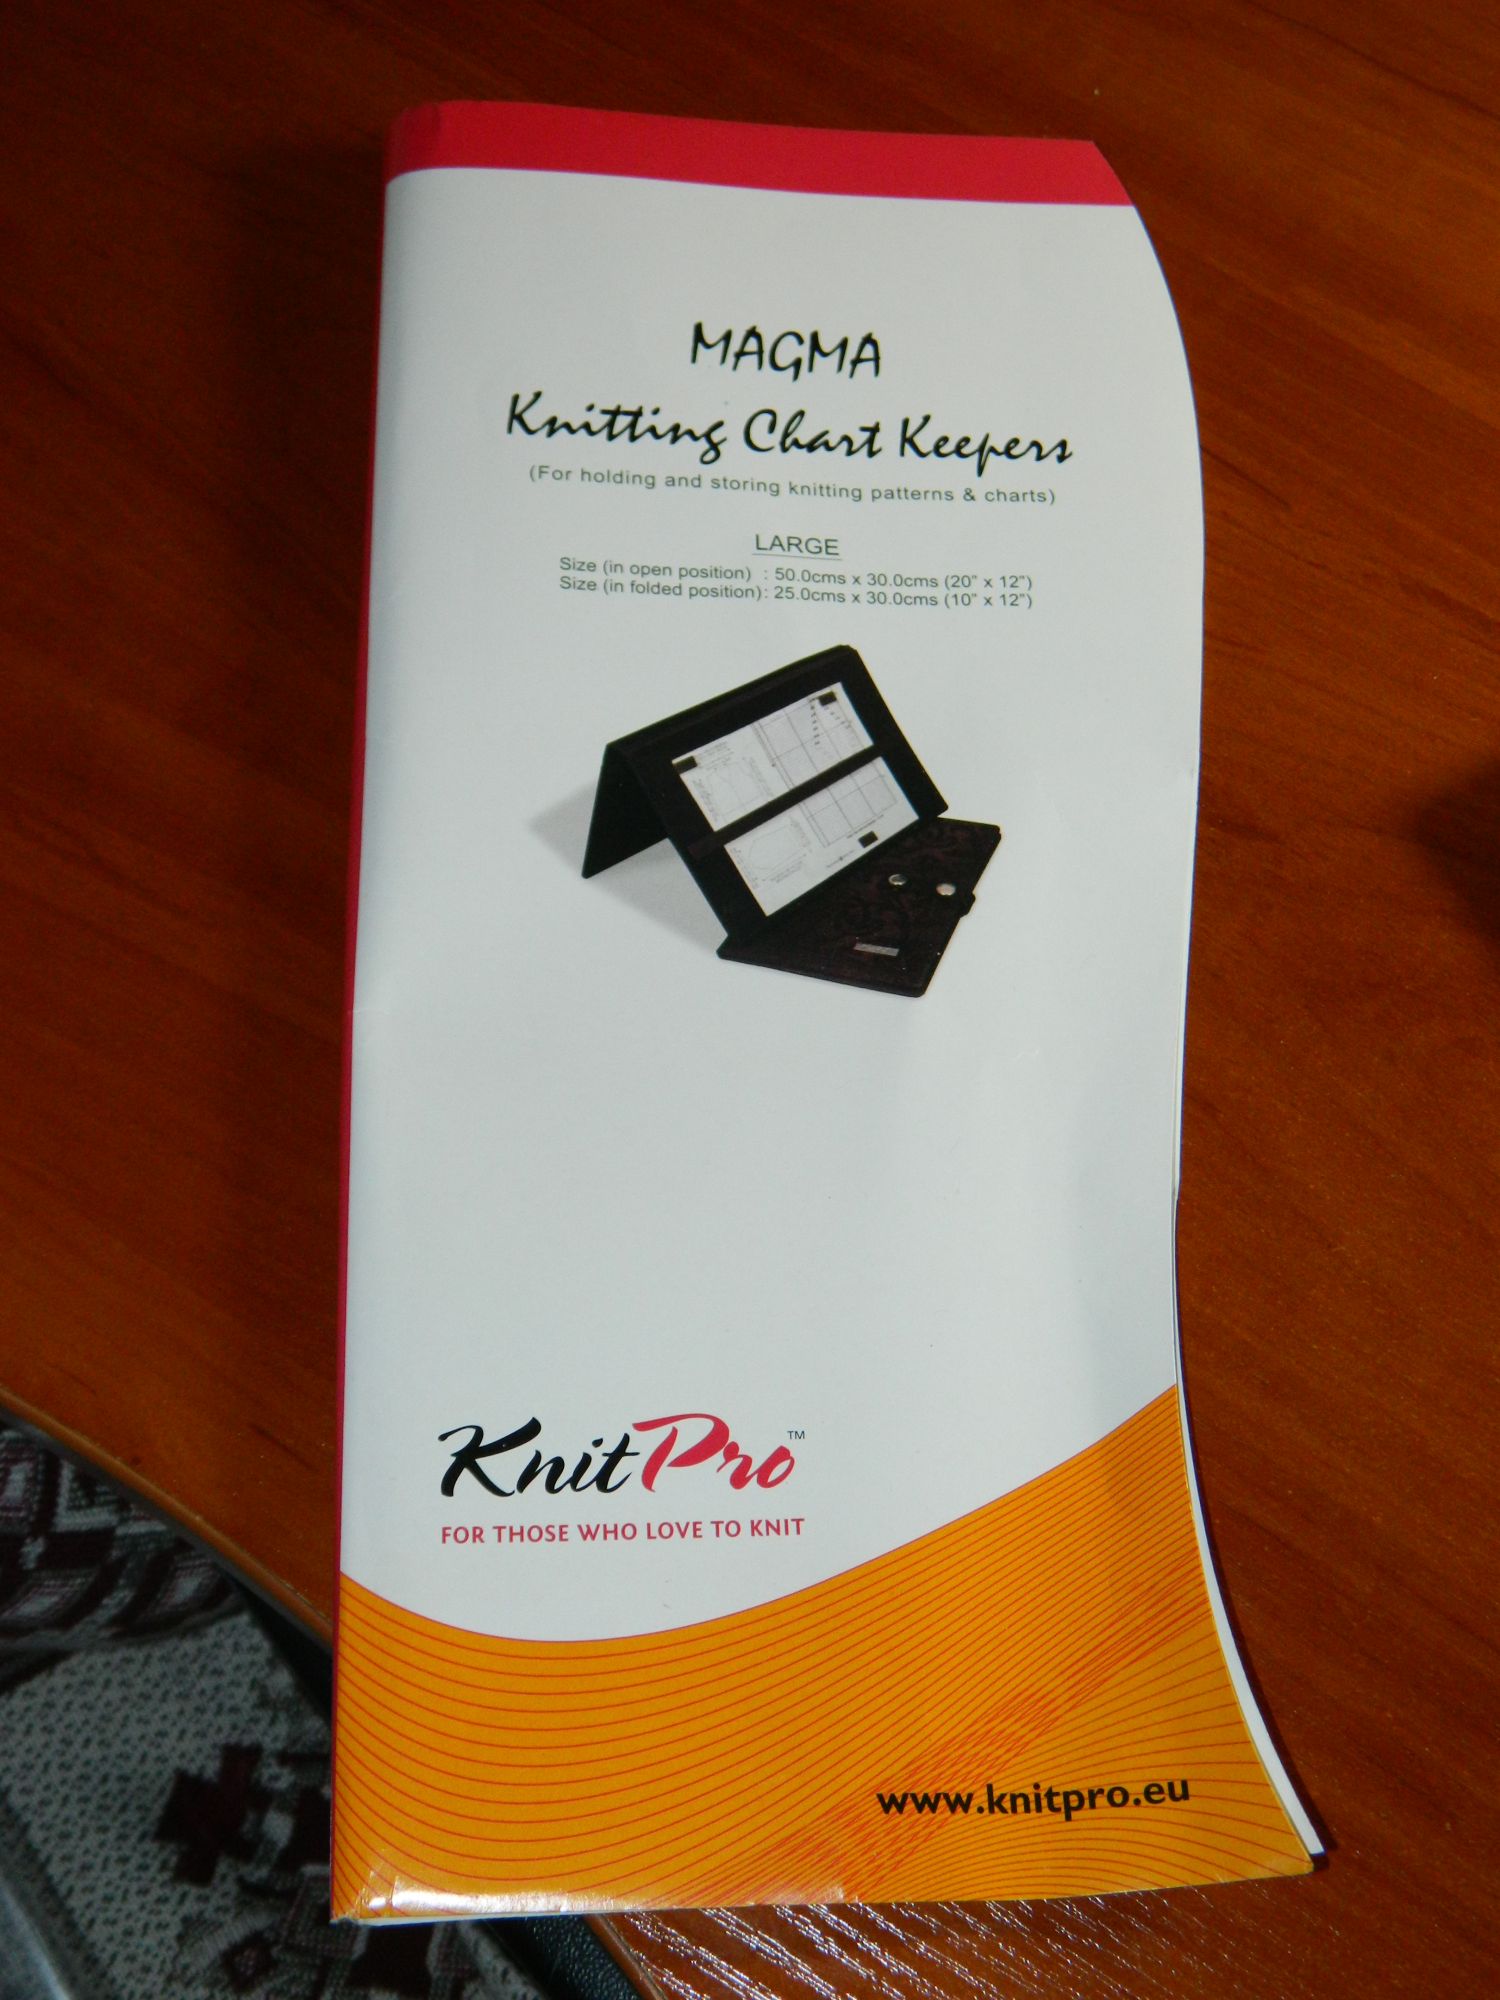 MAGMA
Knitting Chart Keepers
(For holding and storing knitting patterns & charts)
LARGE
Size (in open position) : 50.0cms x 30.0cms (20" x 12")
Size (in folded position): 25.0cms x 30.0cms (10" x 12")
KnitPro™
FOR THOSE WHO LOVE TO KNIT
www.knitpro.eu